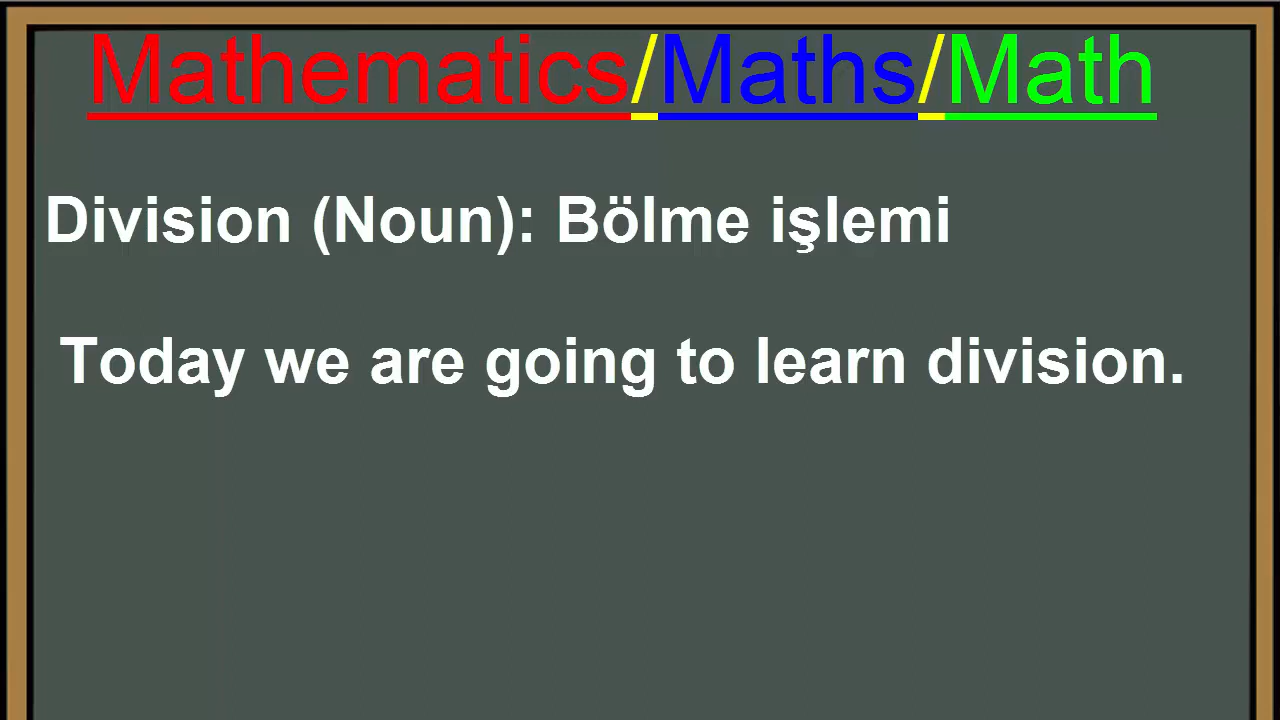 Mathematics/Maths/Math
Division (Noun): Bölme işlemi
Today we are going to learn division.